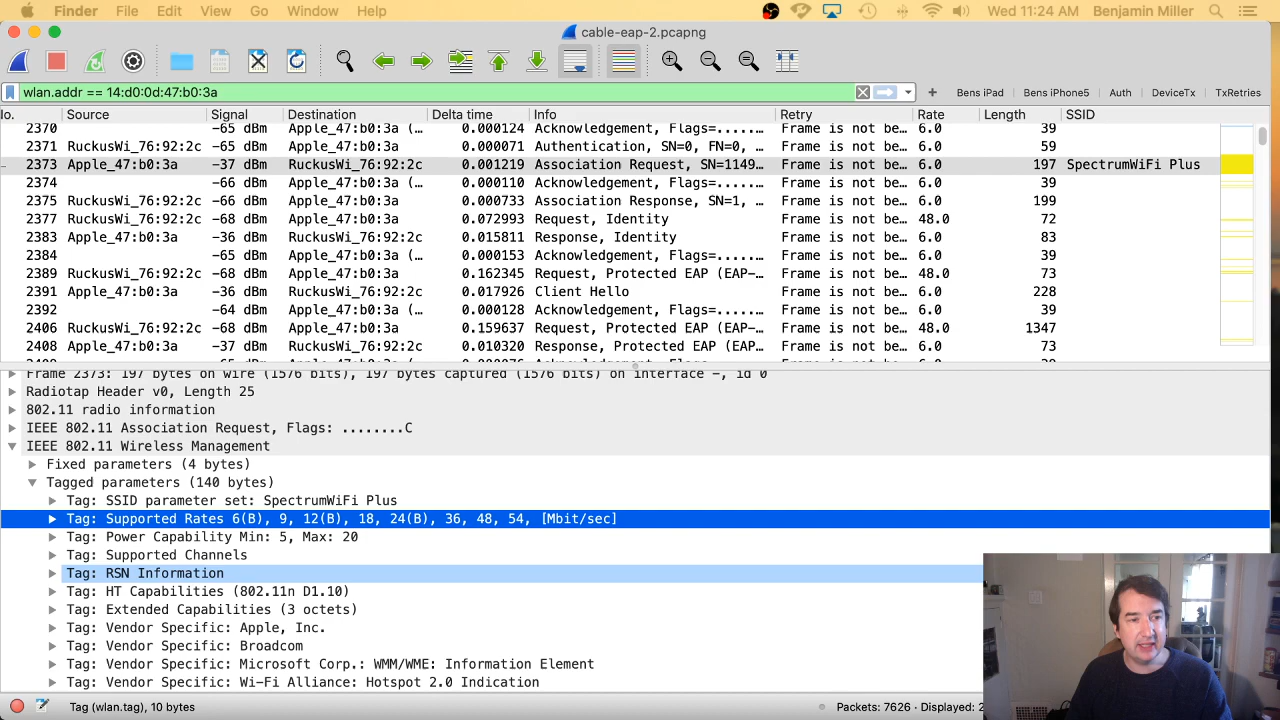 Finder File Edit View Go Window Help Wed 11:24 AM Benjamin Miller
cable-eap-2.pcapng
wlan.addr == 14:d0:0d:47:b0:3a + Bens iPad Bens iPhone5 Auth DeviceTx TxRetries
lo. Source Signal Destination Delta time Info Retry Rate Length SSID
2370 -65 dBm Apple_47:b0:3a (… 0.000124 Acknowledgement, Flags=...... Frame is not be… 6.0 39
2371 RuckusWi_76:92:2c -65 dBm Apple_47:b0:3a 0.000071 Authentication, SN=0, FN=0, … Frame is not be… 6.0 59
2373 Apple_47:b0:3a -37 dBm RuckusWi_76:92:2c 0.001219 Association Request, SN=1149… Frame is not be… 6.0 197 SpectrumWiFi Plus
2374 -66 dBm Apple_47:b0:3a (… 0.000110 Acknowledgement, Flags=...... Frame is not be… 6.0 39
2375 RuckusWi_76:92:2c -66 dBm Apple_47:b0:3a 0.000733 Association Response, SN=1, … Frame is not be… 6.0 199
2377 RuckusWi_76:92:2c -68 dBm Apple_47:b0:3a 0.072993 Request, Identity Frame is not be… 48.0 72
2383 Apple_47:b0:3a -36 dBm RuckusWi_76:92:2c 0.015811 Response, Identity Frame is not be… 6.0 83
2384 -65 dBm Apple_47:b0:3a (… 0.000153 Acknowledgement, Flags=...... Frame is not be… 6.0 39
2389 RuckusWi_76:92:2c -68 dBm Apple_47:b0:3a 0.162345 Request, Protected EAP (EAP-… Frame is not be… 48.0 73
2391 Apple_47:b0:3a -36 dBm RuckusWi_76:92:2c 0.017926 Client Hello Frame is not be… 6.0 228
2392 -64 dBm Apple_47:b0:3a (… 0.000128 Acknowledgement, Flags=...... Frame is not be… 6.0 39
2406 RuckusWi_76:92:2c -68 dBm Apple_47:b0:3a 0.159637 Request, Protected EAP (EAP-… Frame is not be… 48.0 1347
2408 Apple_47:b0:3a -37 dBm RuckusWi_76:92:2c 0.010320 Response, Protected EAP (EAP-… Frame is not be… 6.0 73
Frame 2373: 197 bytes on wire (1576 bits), 197 bytes captured (1576 bits) on interface -, id 0
Radiotap Header v0, Length 25
802.11 radio information
IEEE 802.11 Association Request, Flags: ........C
IEEE 802.11 Wireless Management
Fixed parameters (4 bytes)
Tagged parameters (140 bytes)
Tag: SSID parameter set: SpectrumWiFi Plus
Tag: Supported Rates 6(B), 9, 12(B), 18, 24(B), 36, 48, 54, [Mbit/sec]
Tag: Power Capability Min: 5, Max: 20
Tag: Supported Channels
Tag: RSN Information
Tag: HT Capabilities (802.11n D1.10)
Tag: Extended Capabilities (3 octets)
Tag: Vendor Specific: Apple, Inc.
Tag: Vendor Specific: Broadcom
Tag: Vendor Specific: Microsoft Corp.: WMM/WME: Information Element
Tag: Vendor Specific: Wi-Fi Alliance: Hotspot 2.0 Indication
Tag (wlan.tag), 10 bytes Packets: 7626 · Displayed: